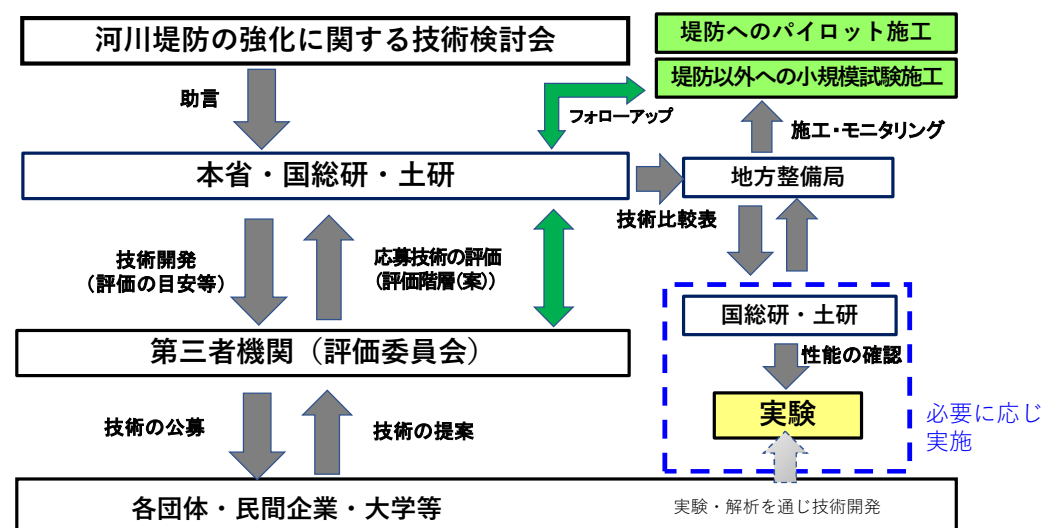 河川堤防の強化に関する技術検討会
堤防へのパイロット施工
堤防以外への小規模試験施工
助言
フォローアップ
施工・モニタリング
本省・国総研・土研
地方整備局
技術比較表
技術開発
(評価の目安等)
応募技術の評価
(評価階層(案))
国総研・土研
第三者機関（評価委員会）
性能の確認
実験
必要に応じ
実施
技術の公募
技術の提案
各団体・民間企業・大学等
実験・解析を通じ技術開発